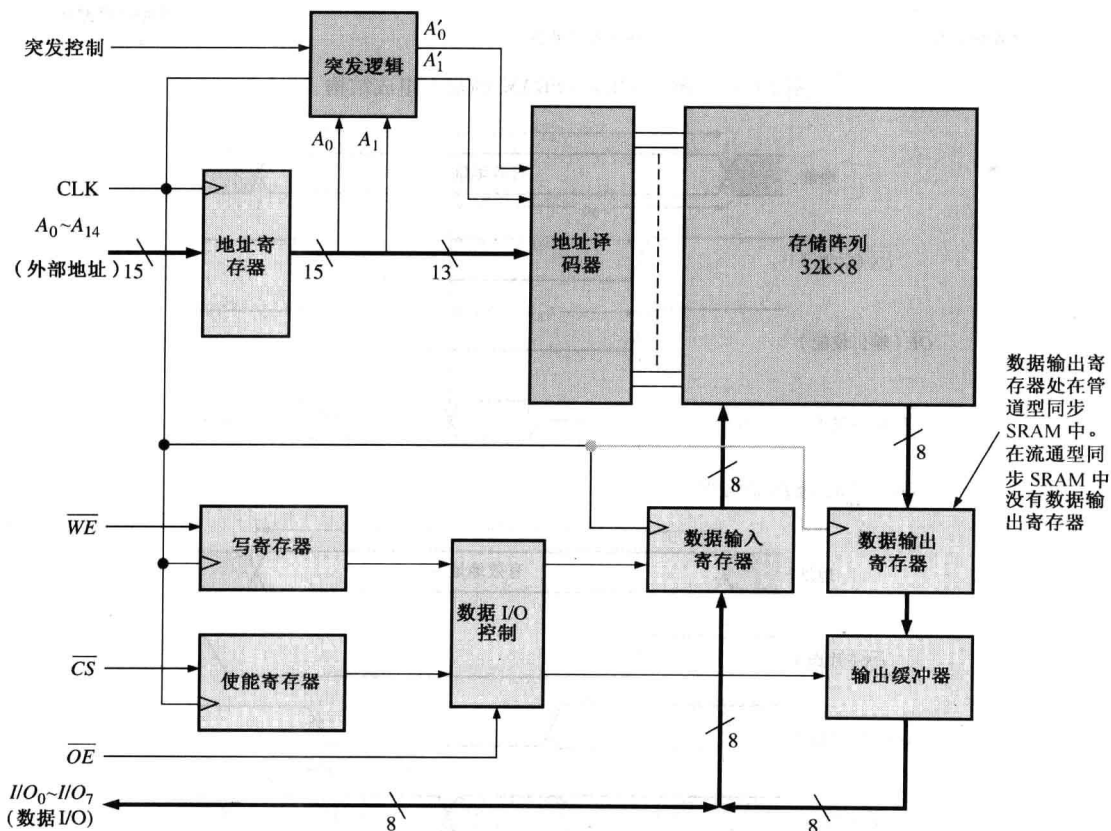 突发控制
突发逻辑
A′0
A′1
A0
A1
CLK
A0~A14
(外部地址)
15
地址寄
存器
15
13
地址译
码器
存储阵列
32k×8
数据输出寄
存器处在管
道型同步
SRAM 中。
在流通型同
步 SRAM 中
没有数据输
出寄存器
8
8
WE
写寄存器
数据输入
寄存器
数据输出
寄存器
数据 I/O
控制
CS
使能寄存器
输出缓冲器
OE
8
I/O0~I/O7
(数据I/O)
8
8